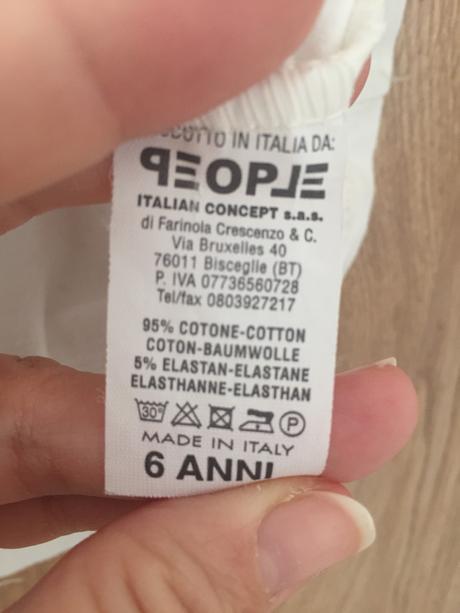 IN ITALIA DA:
PEOPLE
ITALIAN CONCEPT s.a.s.
di Farinola Crescenzo & C.
Via Bruxelles 40
76011 Bisceglie (BT)
P. IVA 07736560728
Tel/fax 0803927217
95% COTONE-COTTON
COTON-BAUMWOLLE
5% ELASTAN-ELASTANE
ELASTHANNE-ELASTHAN
30°
P
MADE IN ITALY
6 ANNI